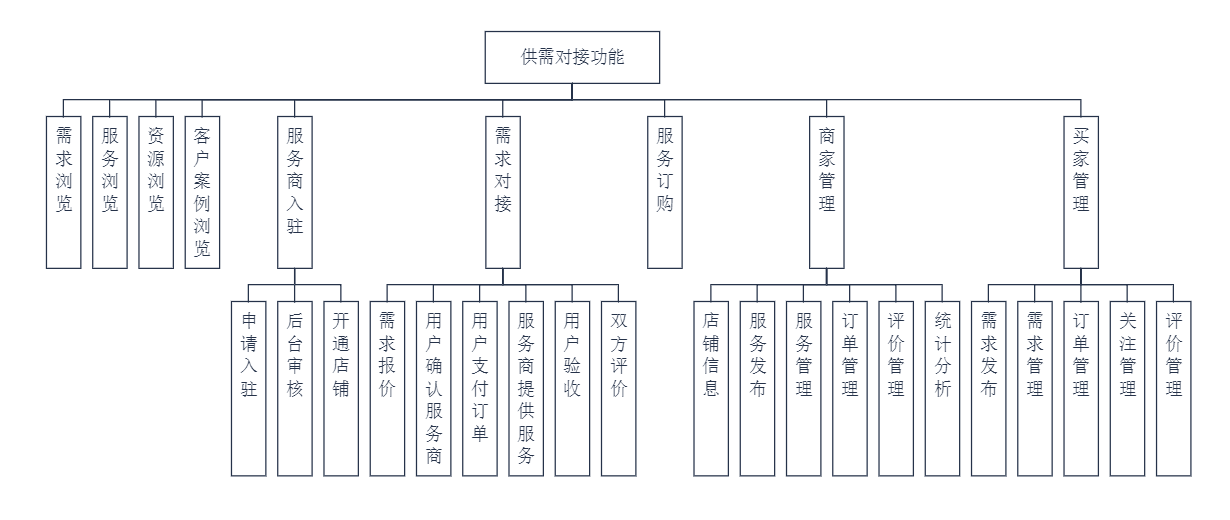 供需对接功能
需求浏览
服务浏览
资源浏览
客户案例浏览
服务商入驻
需求对接
服务订购
商家管理
买家管理
申请入驻
后台审核
开通店铺
需求报价
用户确认服务商
用户支付订单
服务商提供服务
用户验收
双方评价
店铺信息
服务发布
服务管理
订单管理
评价管理
统计分析
需求发布
需求管理
订单管理
关注管理
评价管理